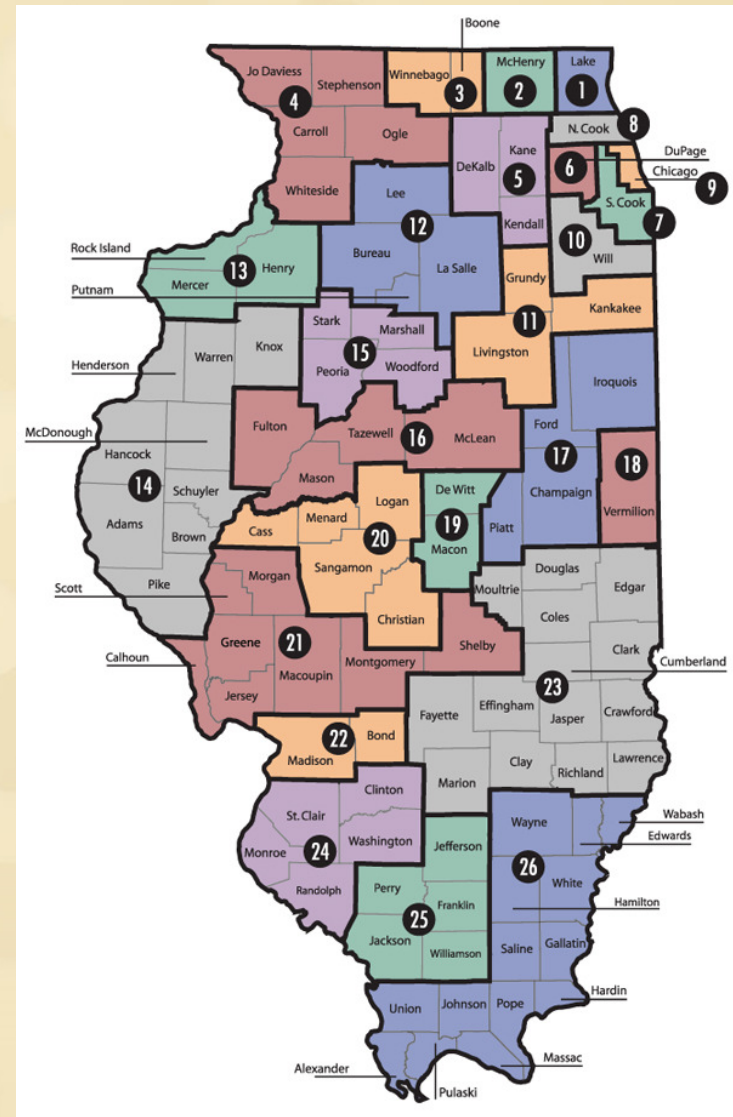 Boone
Jo Daviess
Stephenson
Winnebago
McHenry
Lake
4
3
2
1
Carroll
Ogle
N. Cook
8
DuPage
DeKalb
Kane
6
Chicago
9
Whiteside
5
S. Cook
7
Lee
12
Kendall
10
Will
Rock Island
Bureau
La Salle
13
Henry
Mercer
Grundy
Putnam
Kankakee
11
Stark
Marshall
Livingston
15
Knox
Warren
Peoria
Woodford
Henderson
Iroquois
Fulton
Tazewell
16
McLean
Ford
McDonough
Hancock
17
18
Mason
14
Schuyler
De Witt
Champaign
Vermilion
Logan
Adams
Menard
19
Piatt
Brown
Cass
20
Macon
Sangamon
Douglas
Scott
Pike
Morgan
Moultrie
Edgar
Christian
Coles
Greene
21
Shelby
Clark
Calhoun
Macoupin
Montgomery
Cumberland
Jersey
23
Fayette
Effingham
Jasper
Crawford
22
Bond
Madison
Clay
Lawrence
Marion
Richland
Clinton
St. Clair
Wayne
Wabash
Washington
Jefferson
Edwards
Monroe
24
26
White
Randolph
Perry
Franklin
Hamilton
25
Jackson
Williamson
Saline
Gallatin
Hardin
Union
Johnson
Pope
Alexander
Massac
Pulaski